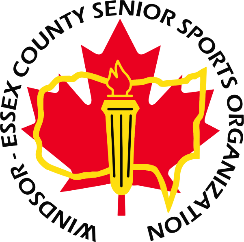 WINDSOR - ESSEX COUNTY SENIOR SPORTS ORGANIZATION